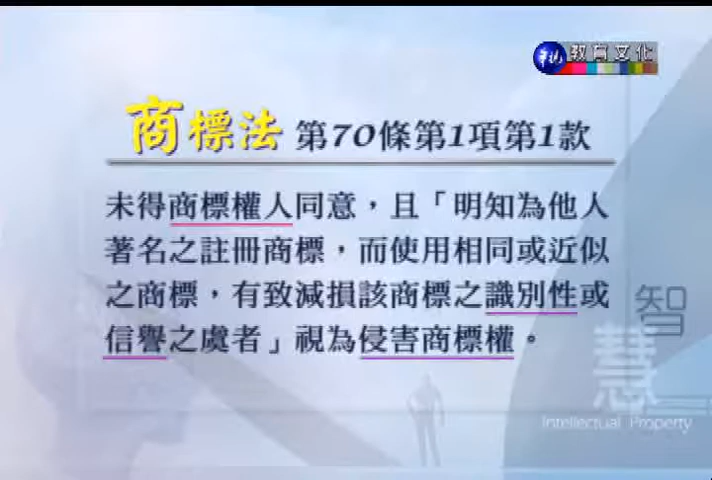 華視 教育文化
商標法 第70條第1項第1款
未得商標權人同意，且「明知為他人
著名之註冊商標，而使用相同或近似
之商標，有致減損該商標之識別性或
信譽之處者」視為侵害商標權。
智
慧
Intellectual Property